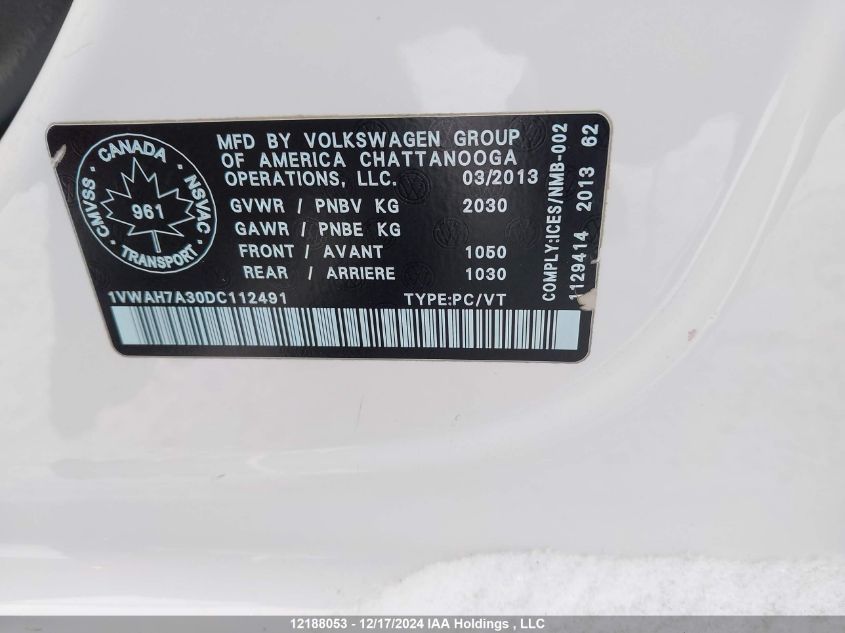 CANADA
CMVSS
NSVAC
961
TRANSPORT
MFD BY VOLKSWAGEN GROUP
OF AMERICA CHATTANOOGA
OPERATIONS, LLC. 03/2013
GVWR / PNBV KG 2030
GAWR / PNBE KG
FRONT / AVANT 1050
REAR / ARRIERE 1030
1VWAH7A30DC112491 TYPE:PC/VT
COMPLY:ICES/NMB-002
1129414 2013 62
12188053 - 12/17/2024 IAA Holdings , LLC